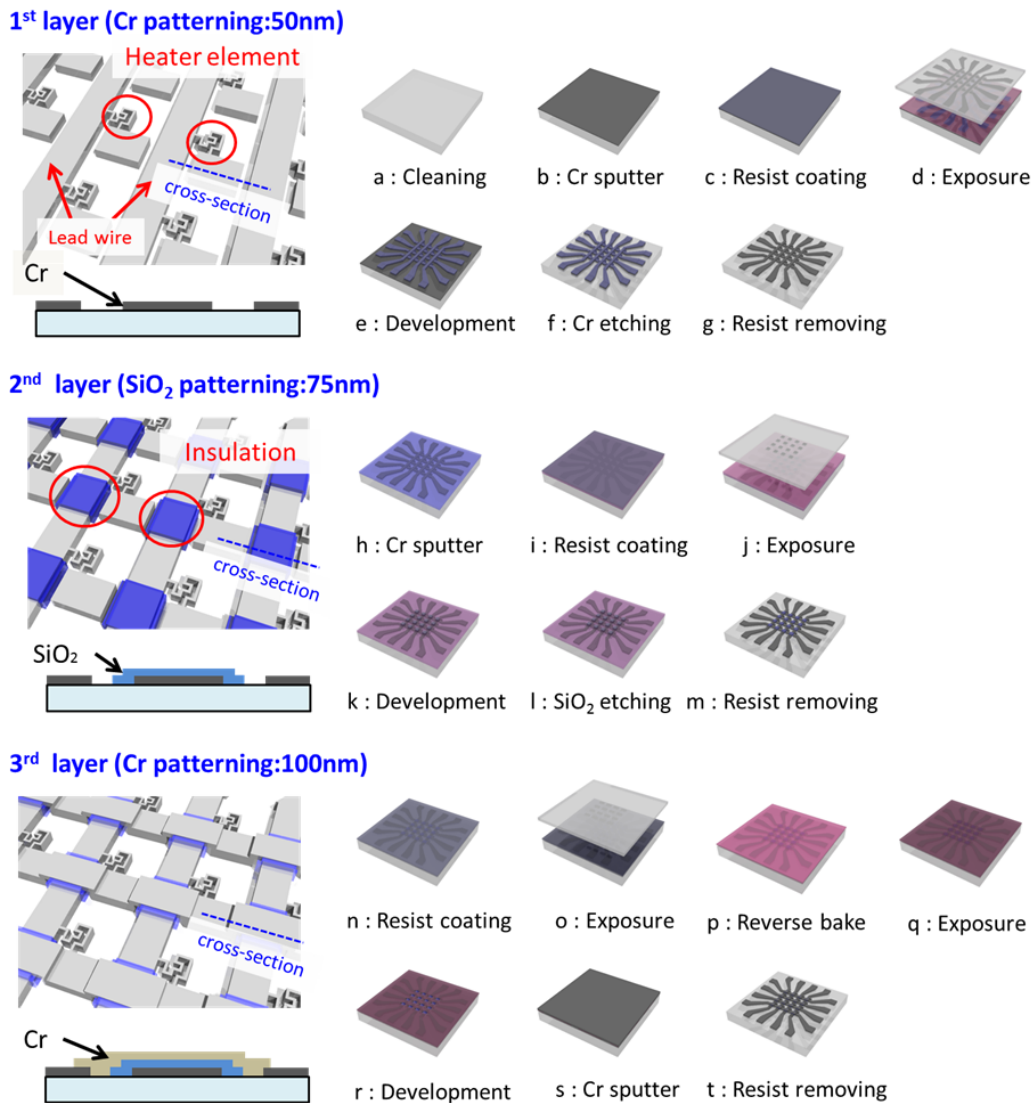 1st layer (Cr patterning:50nm)
Heater element
cross-section
Lead wire
Cr
a : Cleaning
b : Cr sputter
c : Resist coating
d : Exposure
e : Development
f : Cr etching
g : Resist removing
2nd layer (SiO2 patterning:75nm)
Insulation
cross-section
SiO2
h : Cr sputter
i : Resist coating
j : Exposure
k : Development
l : SiO2 etching
m : Resist removing
3rd layer (Cr patterning:100nm)
cross-section
Cr
n : Resist coating
o : Exposure
p : Reverse bake
q : Exposure
r : Development
s : Cr sputter
t : Resist removing